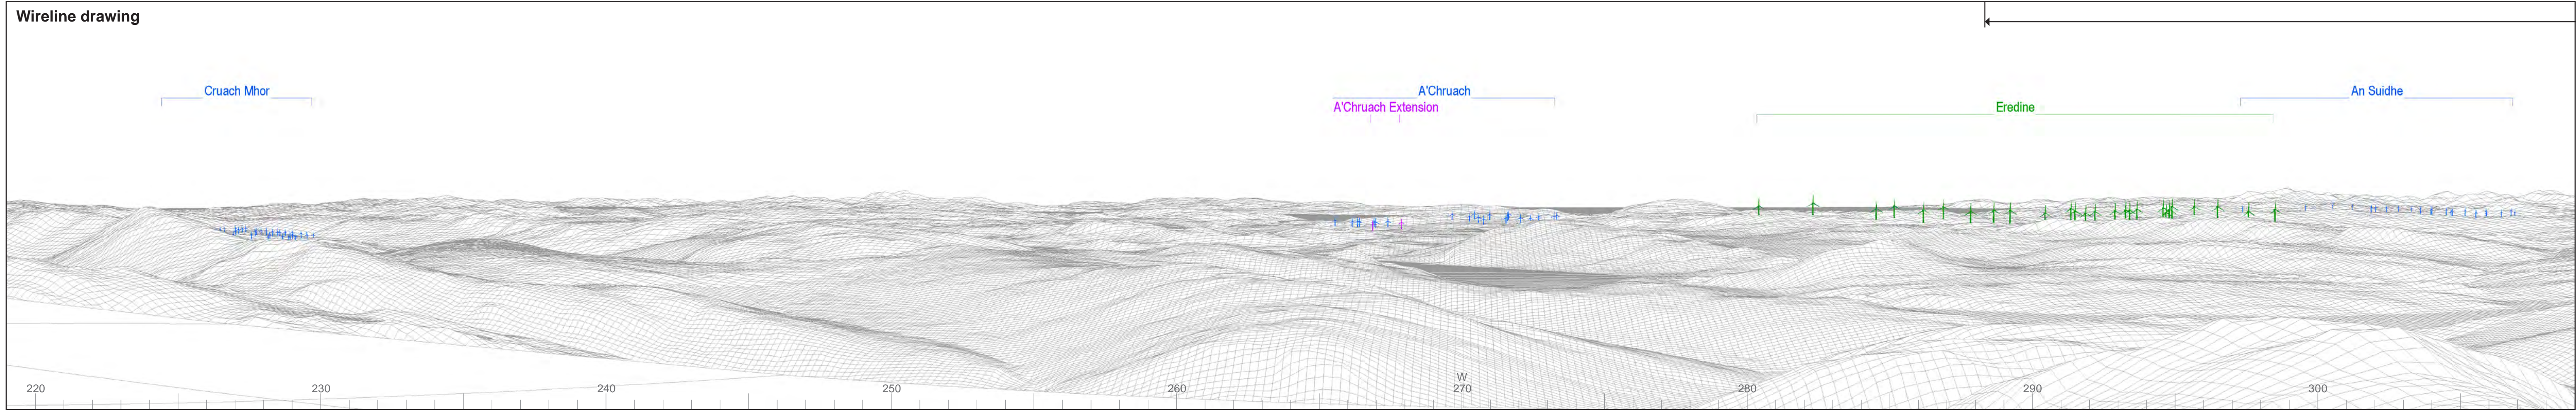 Wireline drawing
Cruach Mhor
A'Chruach
An Suidhe
A'Chruach Extension
Eredine
W
220 230 240 250 260 270 280 290 300